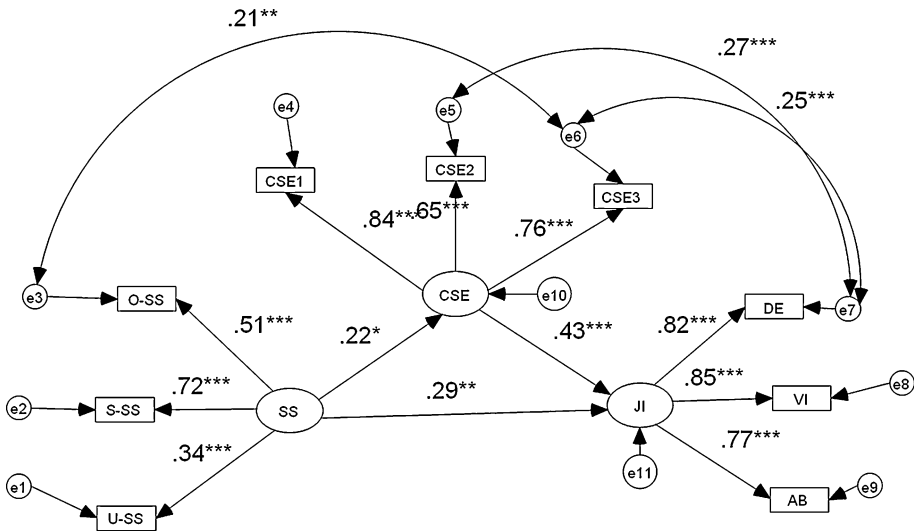 .21**
.27***
e4
e5
.25***
e6
CSE1
CSE2
CSE3
.84***
.65***
.76***
e3
O-SS
CSE
e10
DE
e7
.51***
.22*
.43***
.82***
e2
S-SS
.72***
SS
.29**
JI
.85***
VI
e8
.34***
.77***
e1
e11
U-SS
AB
e9